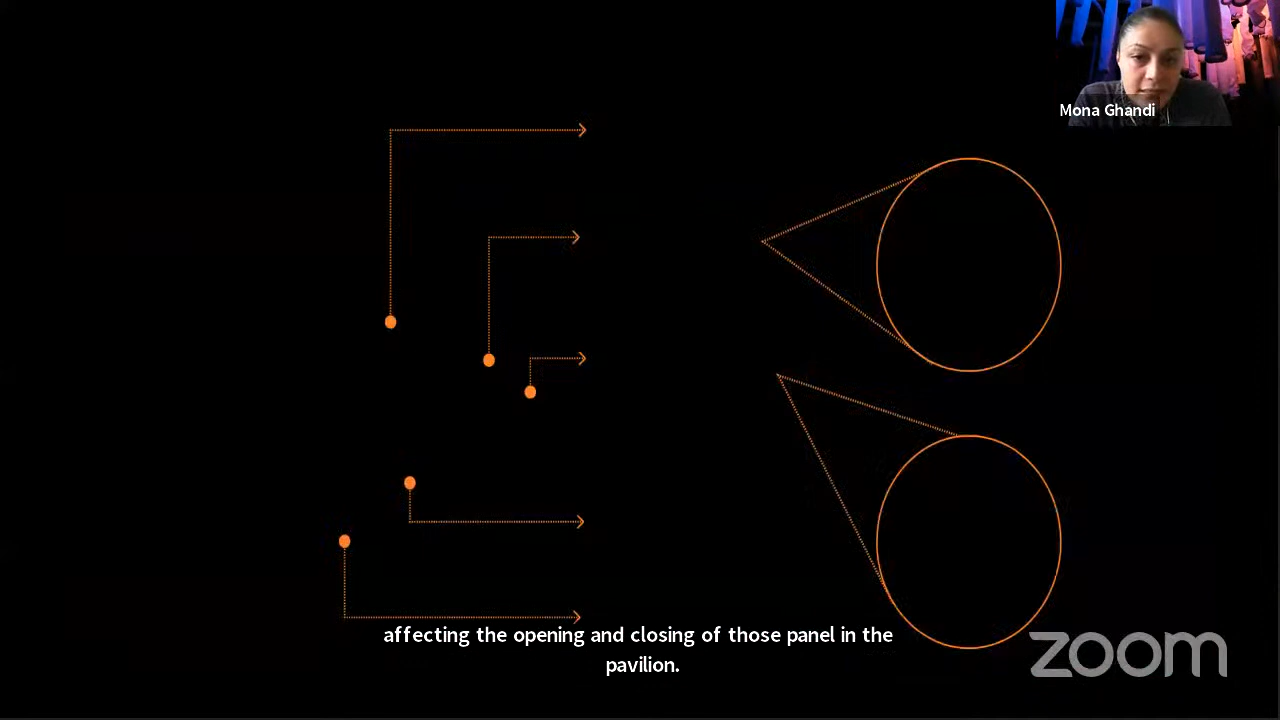 Mona Ghandi
affecting the opening and closing of those panel in the
pavilion.
zoom